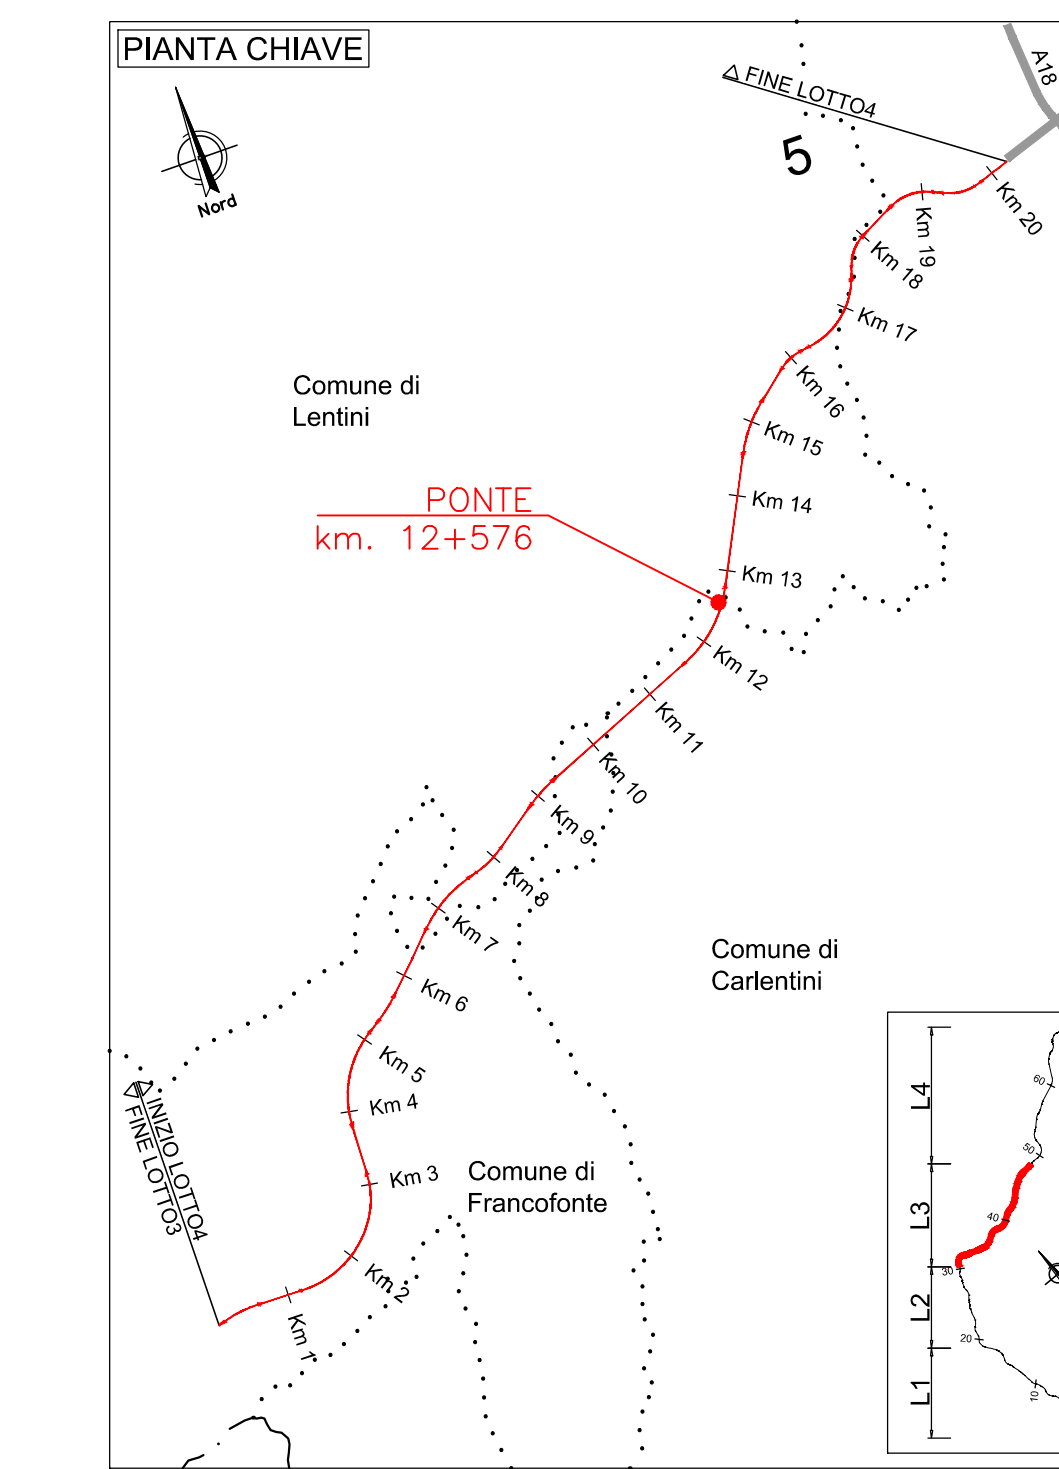 PIANTA CHIAVE
Nord
A18
FINE LOTTO4
5
Km 20
Km 19
Km 18
Km 17
Km 16
Comune di
Lentini
Km 15
PONTE
km. 12+576
Km 14
Km 13
Km 12
Km 11
Km 10
Km 9
Km 8
Km 7
Comune di
Carlentini
Km 6
Km 5
Km 4
INIZIO LOTTO4
FINE LOTTO3
Km 3
Comune di
Francofonte
Km 2
Km 1
L4
L3
L2
L1
60
50
40
30
20
10